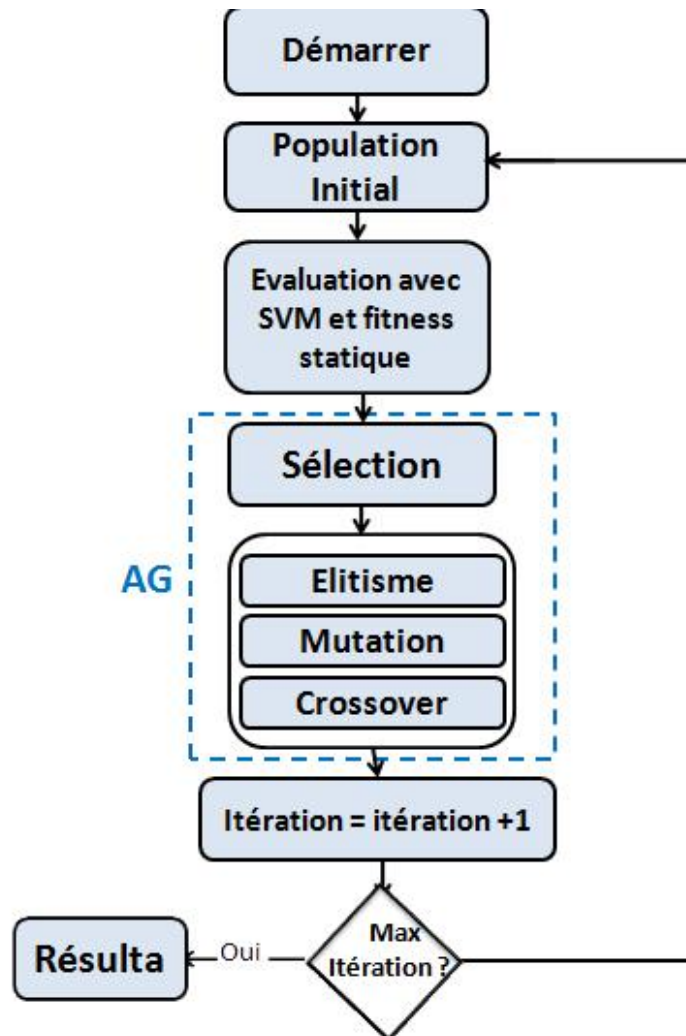 Démarrer
Population
Initial
Evaluation avec
SVM et fitness
statique
Sélection
AG
Elitisme
Mutation
Crossover
Itération = itération +1
Max
Itération ?
Oui
Résulta